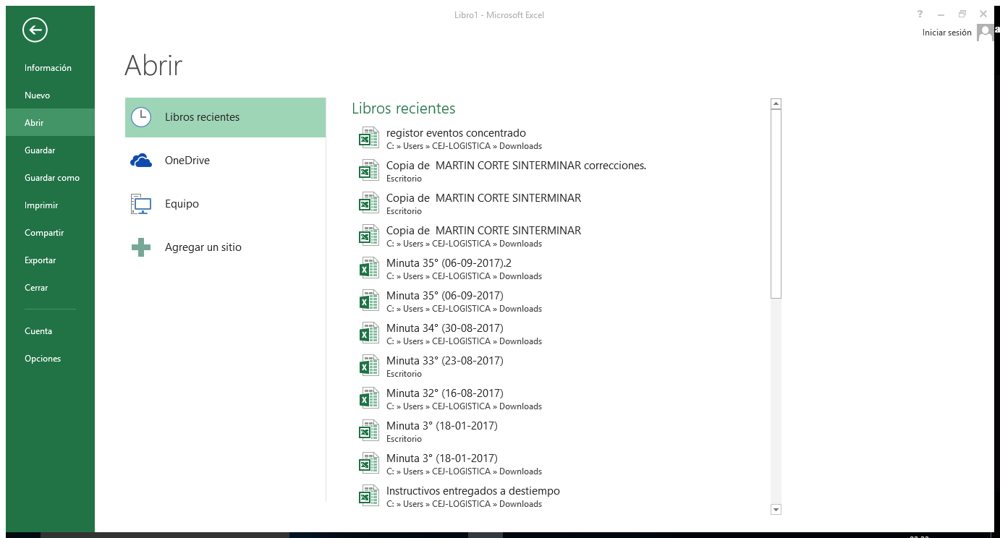 Libro1 - Microsoft Excel
?
Iniciar sesión
a
Información
Nuevo
Abrir
Guardar
Guardar como
Imprimir
Compartir
Exportar
Cerrar
Cuenta
Opciones
Abrir
Libros recientes
OneDrive
Equipo
Agregar un sitio
Libros recientes
registor eventos concentrado
C: » Users » CEJ-LOGISTICA » Downloads
Copia de  MARTIN CORTE SINTERMINAR correcciones.
Escritorio
Copia de  MARTIN CORTE SINTERMINAR
Escritorio
Copia de  MARTIN CORTE SINTERMINAR
C: » Users » CEJ-LOGISTICA » Downloads
Minuta 35° (06-09-2017).2
C: » Users » CEJ-LOGISTICA » Downloads
Minuta 35° (06-09-2017)
C: » Users » CEJ-LOGISTICA » Downloads
Minuta 34° (30-08-2017)
C: » Users » CEJ-LOGISTICA » Downloads
Minuta 33° (23-08-2017)
Escritorio
Minuta 32° (16-08-2017)
C: » Users » CEJ-LOGISTICA » Downloads
Minuta 3° (18-01-2017)
Escritorio
Minuta 3° (18-01-2017)
C: » Users » CEJ-LOGISTICA » Downloads
Instructivos entregados a destiempo
C: » Users » CEJ-LOGISTICA » Downloads